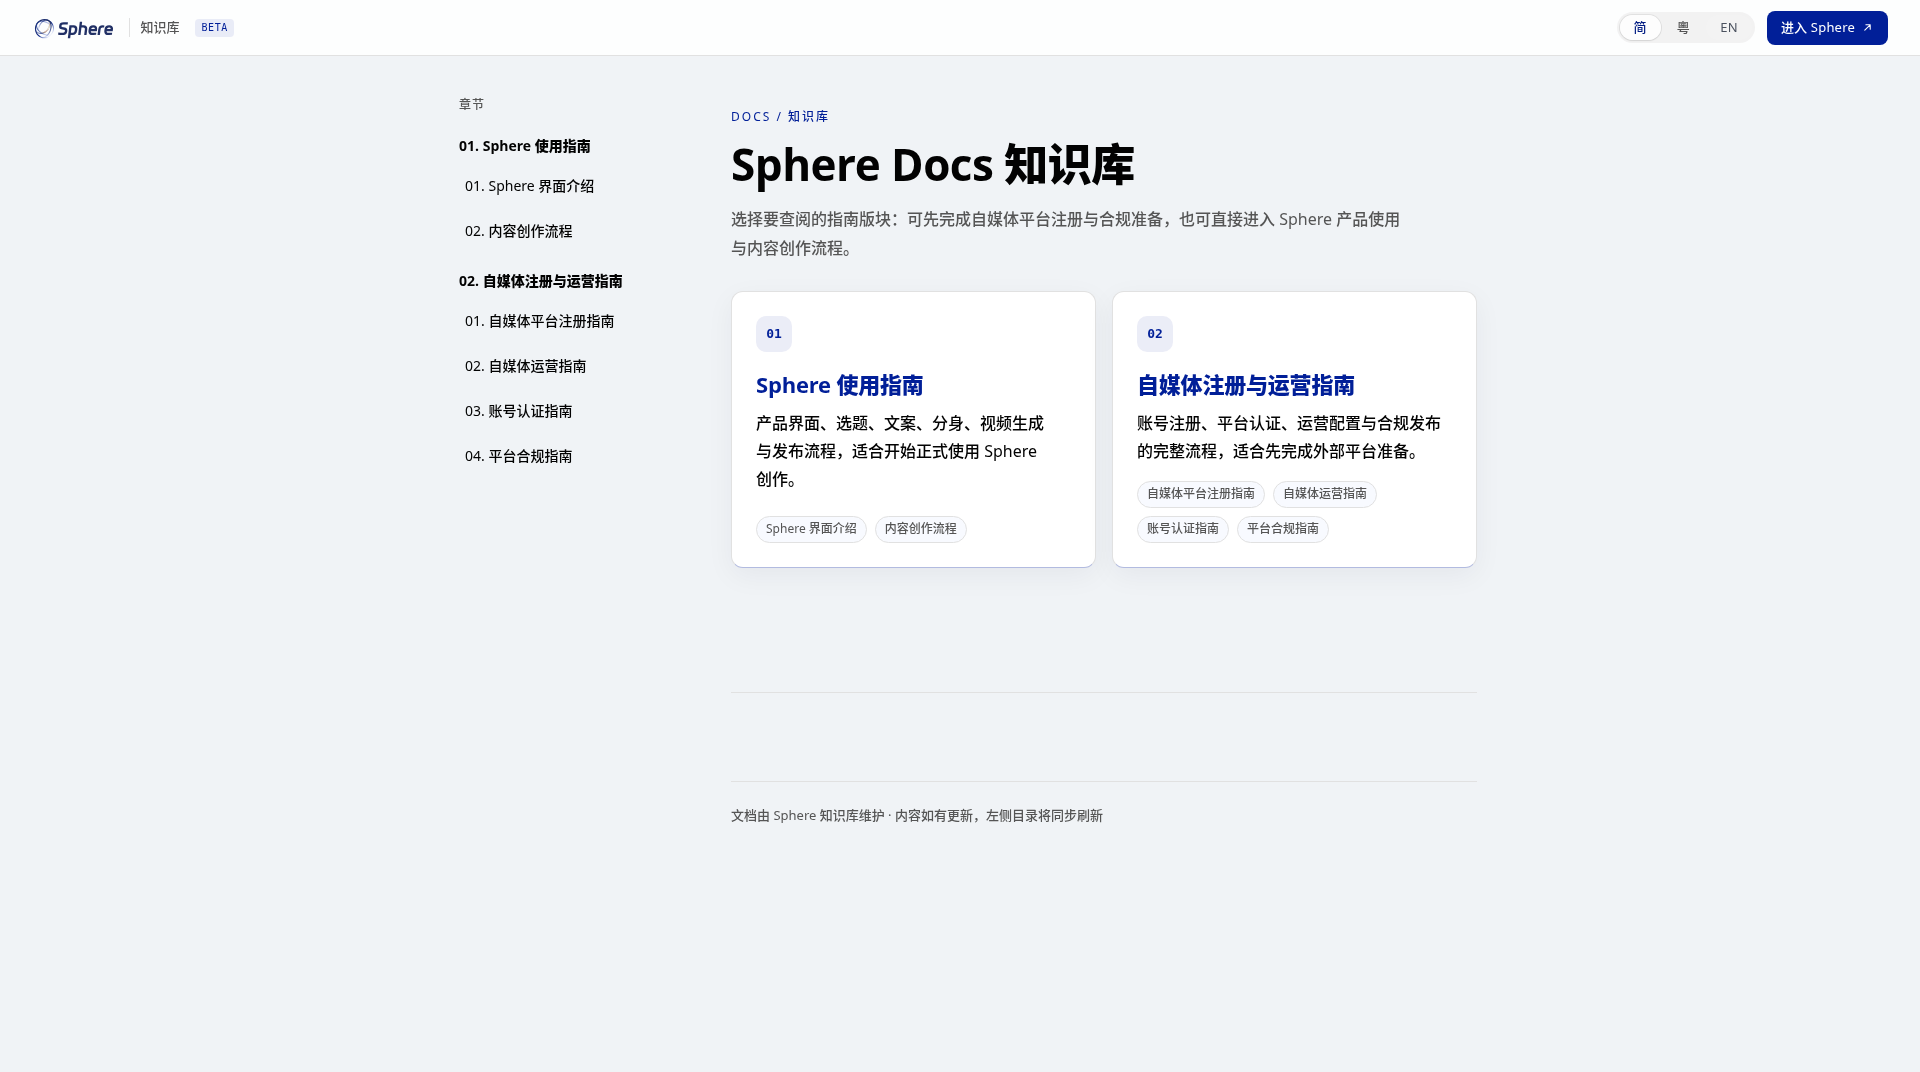 Sphere 知识库 BETA 简 粤 EN 进入 Sphere ↗
章节
01. Sphere 使用指南
01. Sphere 界面介绍
02. 内容创作流程
02. 自媒体注册与运营指南
01. 自媒体平台注册指南
02. 自媒体运营指南
03. 账号认证指南
04. 平台合规指南
DOCS / 知识库
Sphere Docs 知识库
选择要查阅的指南版块：可先完成自媒体平台注册与合规准备，也可直接进入 Sphere 产品使用
与内容创作流程。
01
Sphere 使用指南
产品界面、选题、文案、分身、视频生成
与发布流程，适合开始正式使用 Sphere
创作。
Sphere 界面介绍 内容创作流程
02
自媒体注册与运营指南
账号注册、平台认证、运营配置与合规发布
的完整流程，适合先完成外部平台准备。
自媒体平台注册指南 自媒体运营指南
账号认证指南 平台合规指南
文档由 Sphere 知识库维护 · 内容如有更新，左侧目录将同步刷新